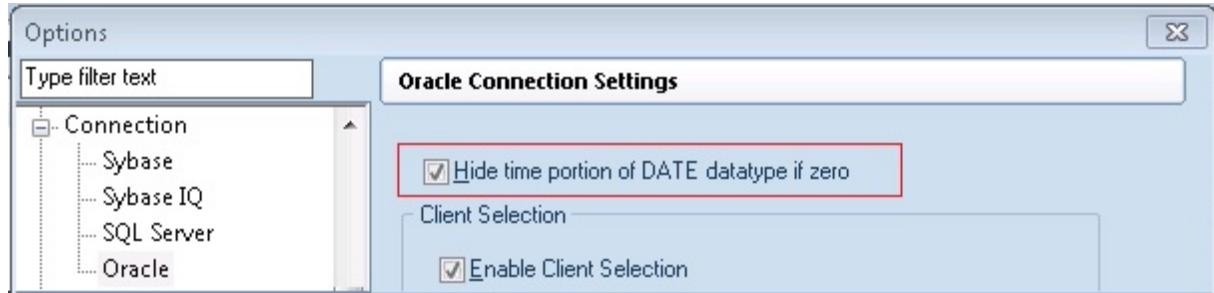 Options
Type filter text
Connection
Sybase
Sybase IQ
SQL Server
Oracle
Oracle Connection Settings
Hide time portion of DATE datatype if zero
Client Selection
Enable Client Selection